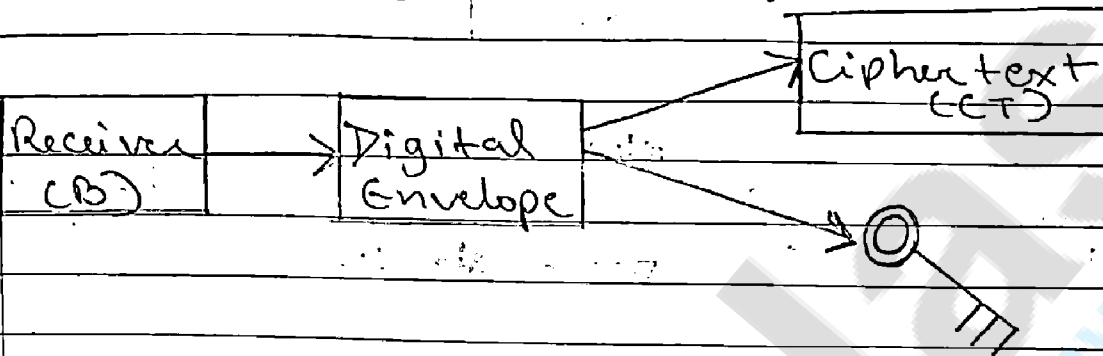 Cipher text
(CT)
Receiver
(B)
Digital
Envelope